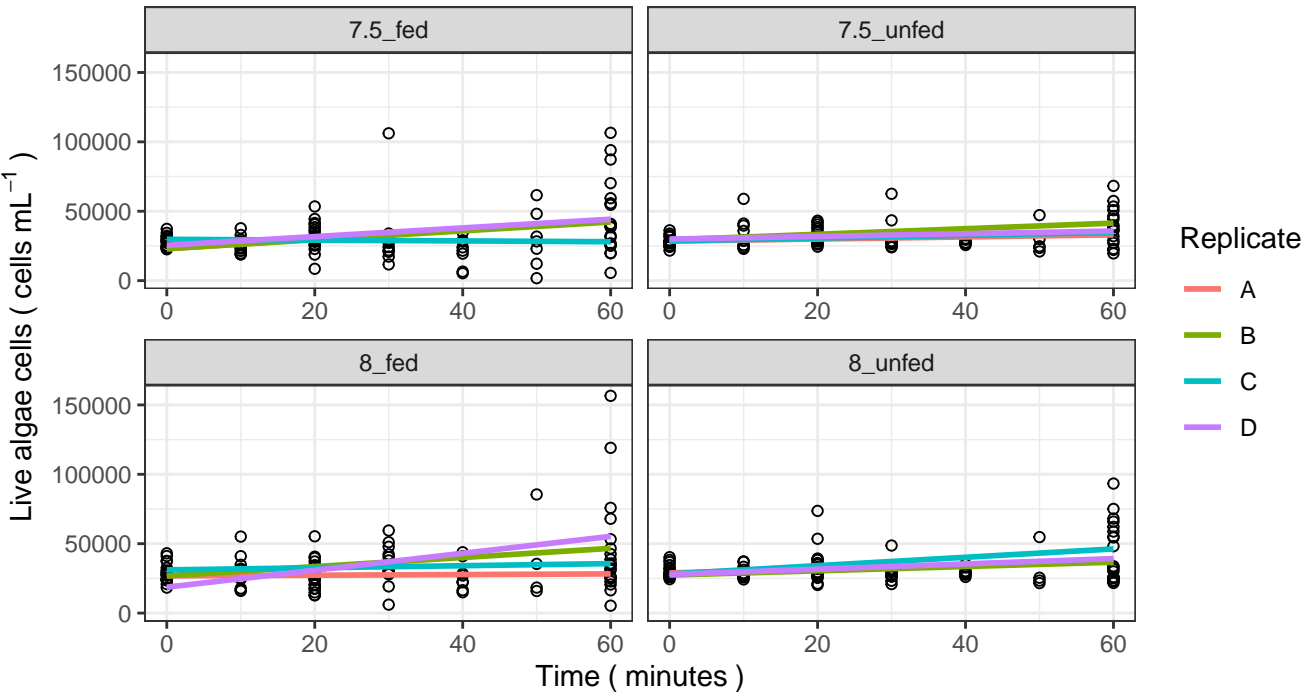 7.5_fed
7.5_unfed
150000
100000
50000
0
0
20
40
60
0
20
40
60
8_fed
8_unfed
150000
100000
50000
0
0
20
40
60
0
20
40
60
Live algae cells ( cells mL⁻¹ )
Time ( minutes )
Replicate
A
B
C
D